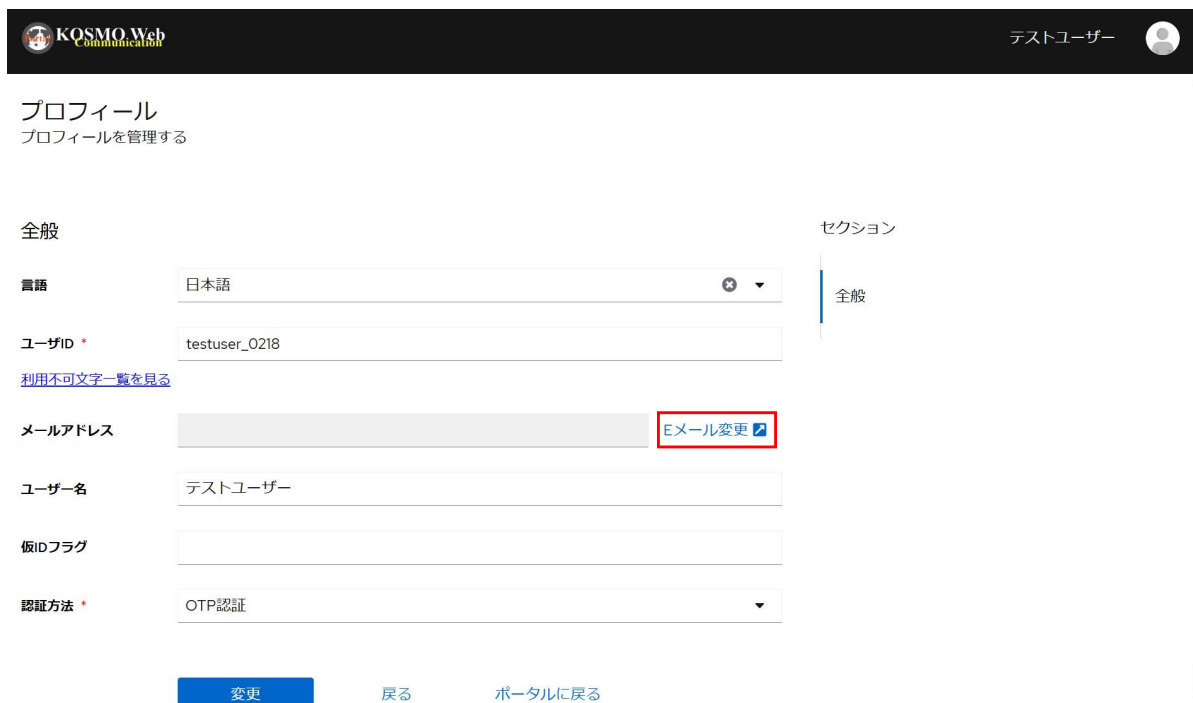 Portal KOSMO Web
Communication
テストユーザー
プロフィール
プロフィールを管理する
全般
セクション
言語
日本語
全般
ユーザID *
testuser_0218
利用不可文字一覧を見る
メールアドレス
Eメール変更
ユーザー名
テストユーザー
仮IDフラグ
認証方法 *
OTP認証
変更
戻る
ポータルに戻る